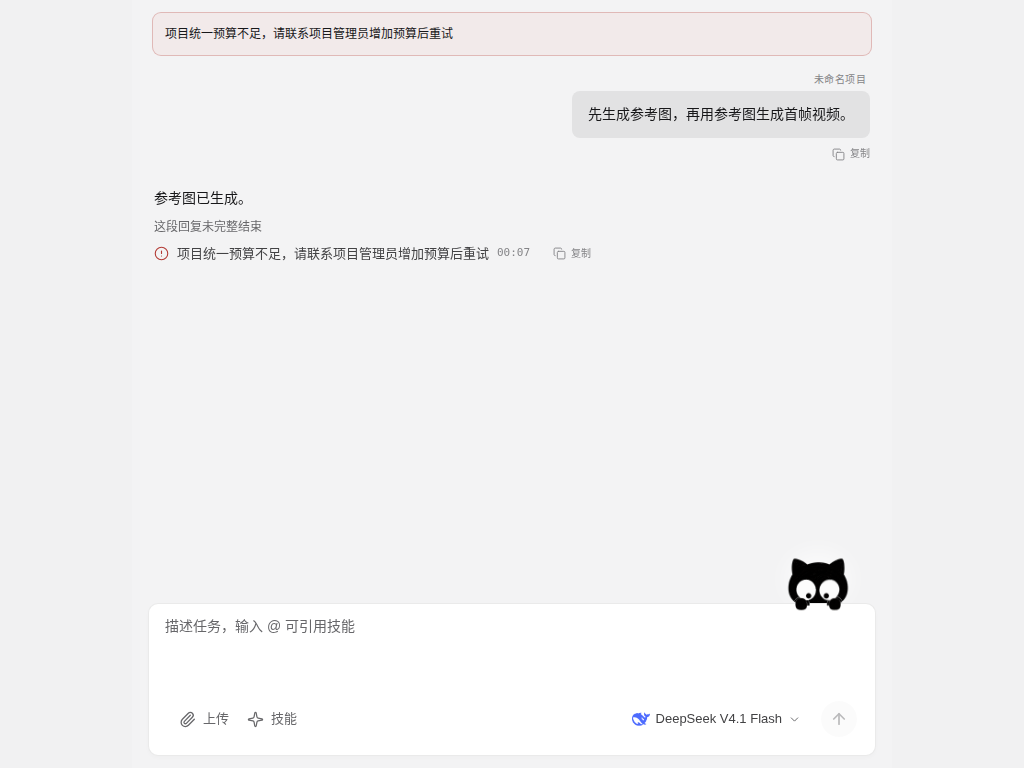 项目统一预算不足，请联系项目管理员增加预算后重试
未命名项目
先生成参考图，再用参考图生成首帧视频。
复制
参考图已生成。
这段回复未完整结束
项目统一预算不足，请联系项目管理员增加预算后重试 00:07 复制
描述任务，输入 @ 可引用技能
上传 技能 DeepSeek V4.1 Flash